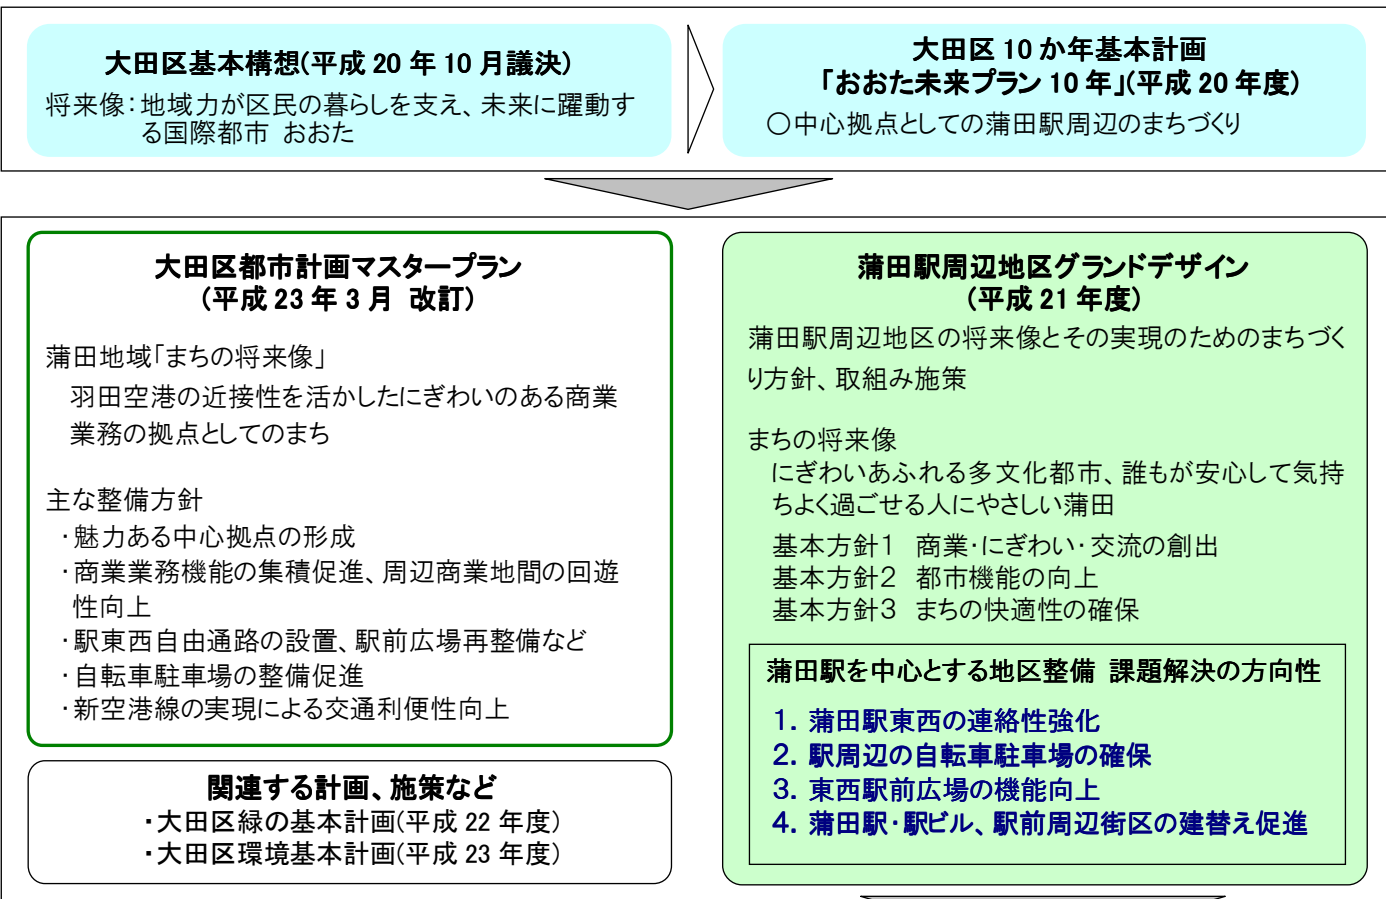 大田区基本構想(平成 20 年 10 月議決)
将来像：地域力が区民の暮らしを支え、未来に躍動す
る国際都市 おおた
大田区 10 か年基本計画
「おおた未来プラン 10 年」(平成 20 年度)
○中心拠点としての蒲田駅周辺のまちづくり
大田区都市計画マスタープラン
(平成 23 年 3 月 改訂)
蒲田地域「まちの将来像」
羽田空港の近接性を活かしたにぎわいのある商業
業務の拠点としてのまち
主な整備方針
・魅力ある中心拠点の形成
・商業業務機能の集積促進、周辺商業地間の回遊
性向上
・駅東西自由通路の設置、駅前広場再整備など
・自転車駐車場の整備促進
・新空港線の実現による交通利便性向上
関連する計画、施策など
・大田区緑の基本計画(平成 22 年度)
・大田区環境基本計画(平成 23 年度)
蒲田駅周辺地区グランドデザイン
(平成 21 年度)
蒲田駅周辺地区の将来像とその実現のためのまちづく
り方針、取組み施策
まちの将来像
にぎわいあふれる多文化都市、誰もが安心して気持
ちよく過ごせる人にやさしい蒲田
基本方針１ 商業・にぎわい・交流の創出
基本方針２ 都市機能の向上
基本方針３ まちの快適性の確保
蒲田駅を中心とする地区整備 課題解決の方向性
１．蒲田駅東西の連絡性強化
２．駅周辺の自転車駐車場の確保
３．東西駅前広場の機能向上
４．蒲田駅・駅ビル、駅前周辺街区の建替え促進